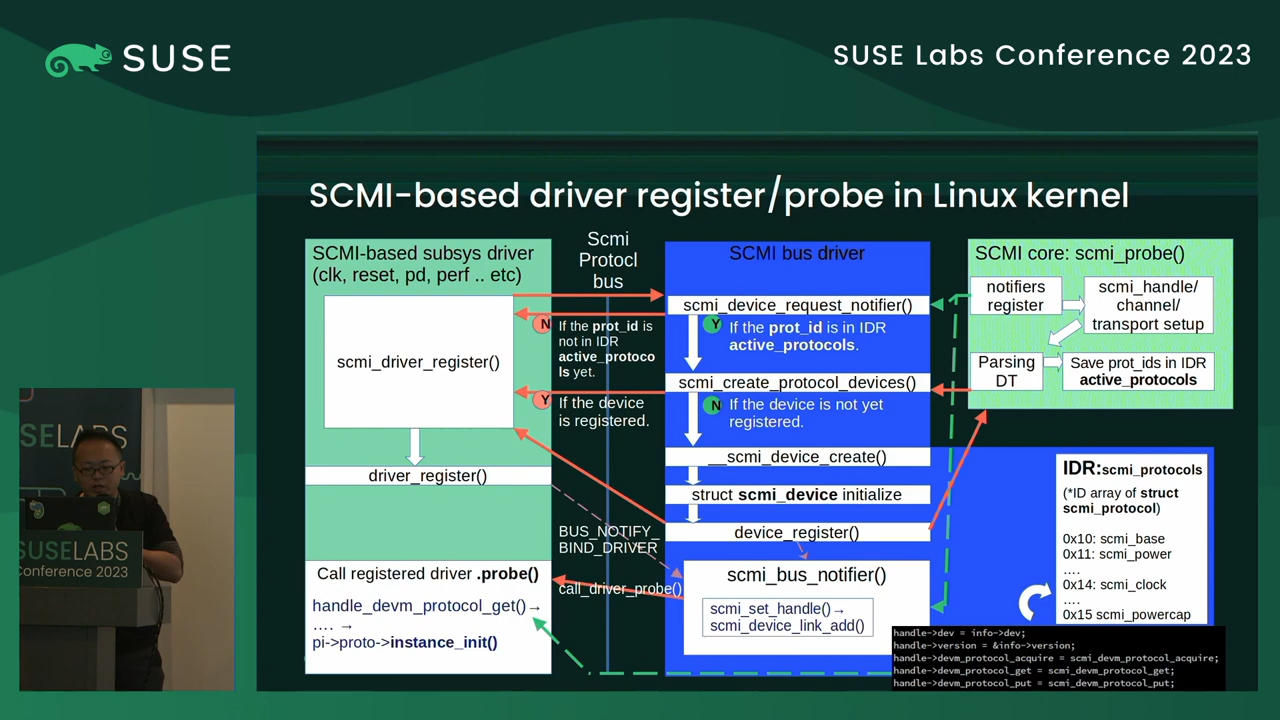 SUSE
SUSE Labs Conference 2023
SCMI-based driver register/probe in Linux kernel
SCMI-based subsys driver
(clk, reset, pd, perf .. etc)
scmi_driver_register()
driver_register()
Call registered driver .probe()
handle_devm_protocol_get()→
.... →
pi->proto->instance_init()
Scmi
Protocl
bus
N
If the prot_id is
not in IDR
active_protoco
ls yet.
Y
If the device
is registered.
BUS_NOTIFY_
BIND_DRIVER
call_driver_probe()
SCMI bus driver
scmi_device_request_notifier()
Y
If the prot_id is in IDR
active_protocols.
scmi_create_protocol_devices()
N
If the device is not yet
registered.
__scmi_device_create()
struct scmi_device initialize
device_register()
scmi_bus_notifier()
scmi_set_handle()→
scmi_device_link_add()
SCMI core: scmi_probe()
notifiers
register
scmi_handle/
channel/
transport setup
Parsing
DT
Save prot_ids in IDR
active_protocols
IDR:scmi_protocols
(*ID array of struct
scmi_protocol)
0x10: scmi_base
0x11: scmi_power
....
0x14: scmi_clock
....
0x15 scmi_powercap
handle->dev = info->dev;
handle->version = &info->version;
handle->devm_protocol_acquire = scmi_devm_protocol_acquire;
handle->devm_protocol_get = scmi_devm_protocol_get;
handle->devm_protocol_put = scmi_devm_protocol_put;
SELABS
SUSELABS
Conference 2023